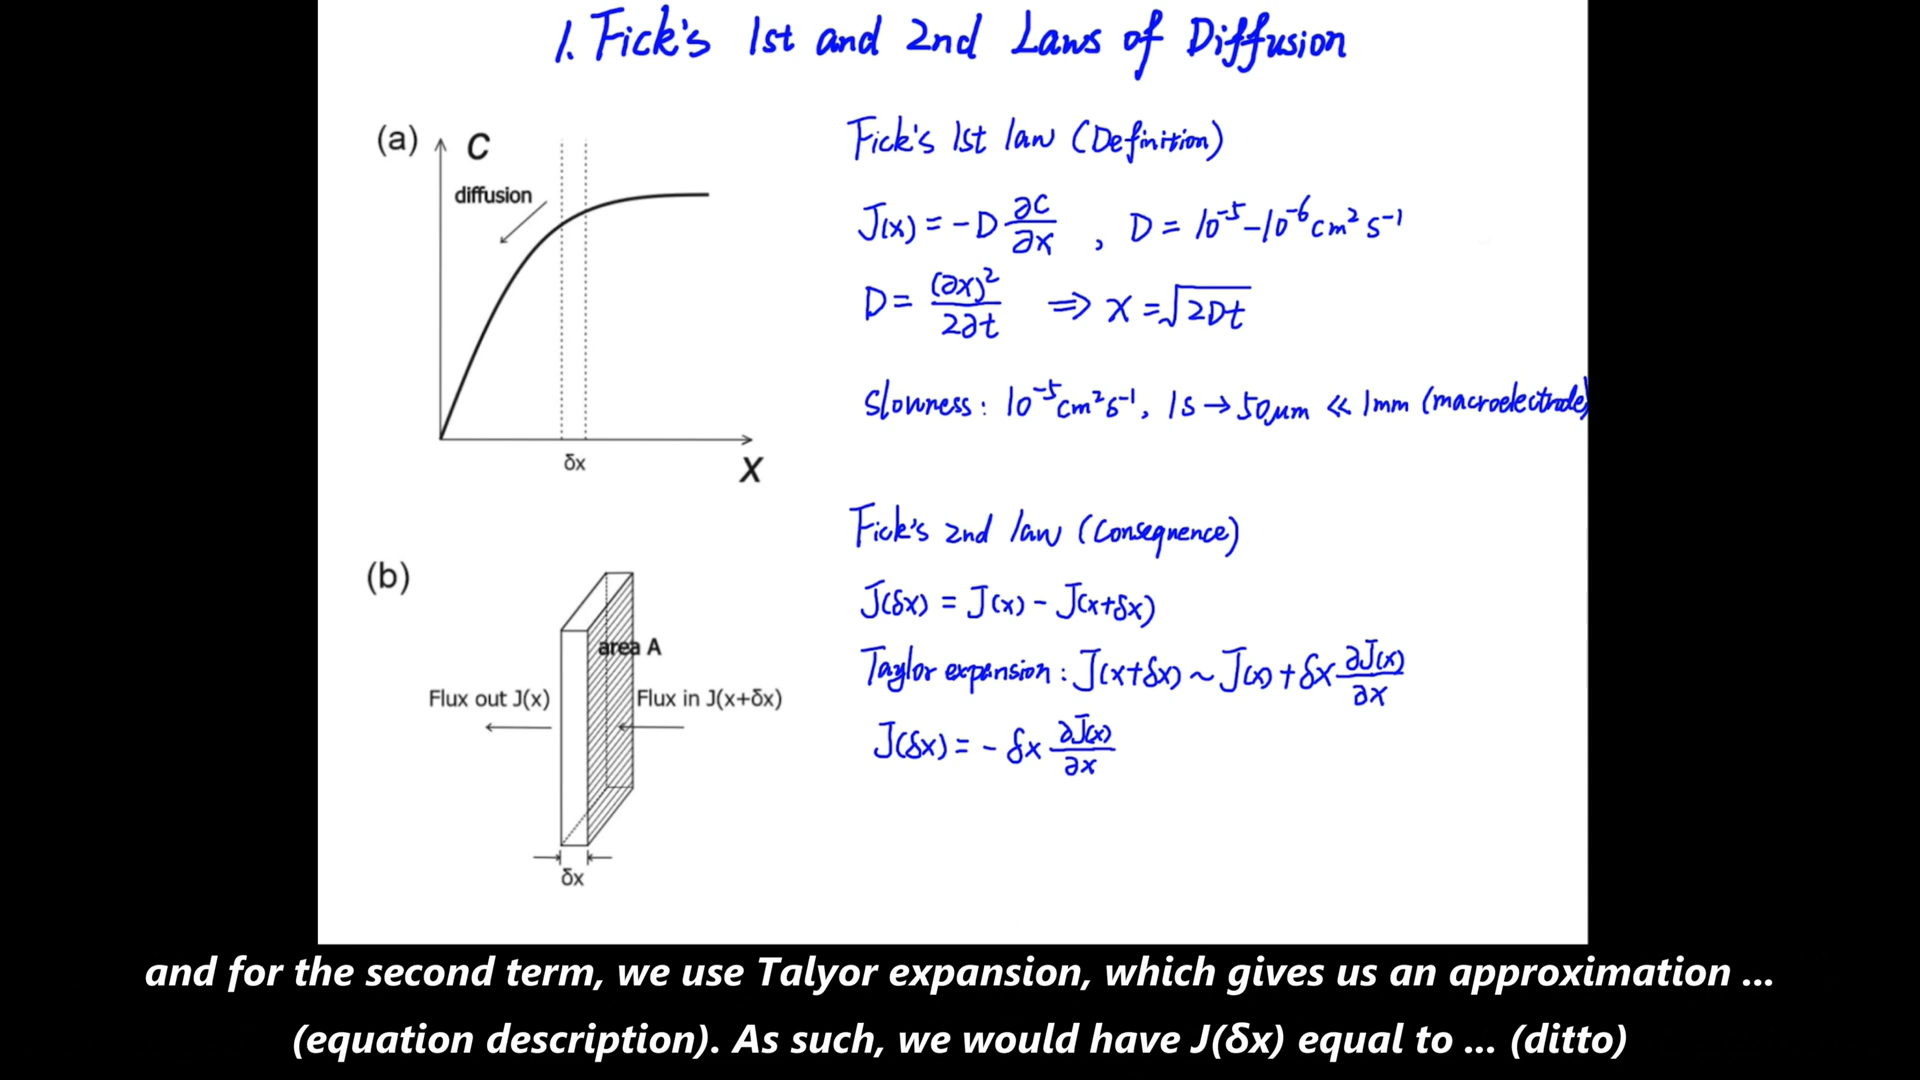 1. Fick's 1st and 2nd Laws of Diffusion
(a)
C
diffusion
δx
X
Fick's 1st law (Definition)
J(x) = -D ∂C/∂x , D = 10⁻⁵-10⁻⁶ cm² s⁻¹
D = (∂x)²/2∂t ⇒ x = √2Dt
Slowness: 10⁻⁵ cm² s⁻¹, 1s → 50μm ≪ 1mm (macroelectrode)
(b)
area A
Flux out J(x)
Flux in J(x+δx)
δx
Fick's 2nd law (Consequence)
J(δx) = J(x) - J(x+δx)
Taylor expansion: J(x+δx) ~ J(x) + δx ∂J(x)/∂x
J(δx) = - δx ∂J(x)/∂x
and for the second term, we use Talyor expansion, which gives us an approximation ...
(equation description). As such, we would have J(δx) equal to ... (ditto)